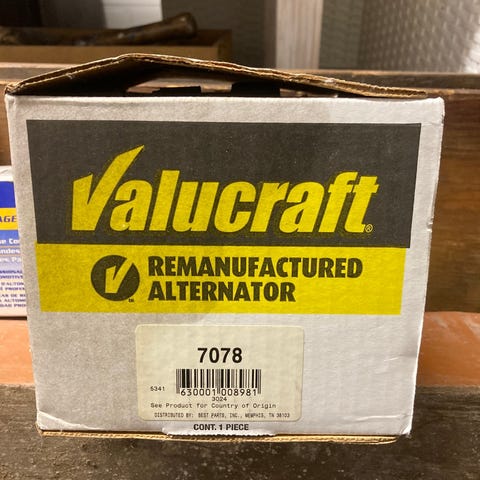 Valucraft®
REMANUFACTURED
ALTERNATOR
7078
5341
630001 008981
3024
See Product for Country of Origin
DISTRIBUTED BY: BEST PARTS, INC., MEMPHIS, TN 38103
CONT. 1 PIECE
AGE